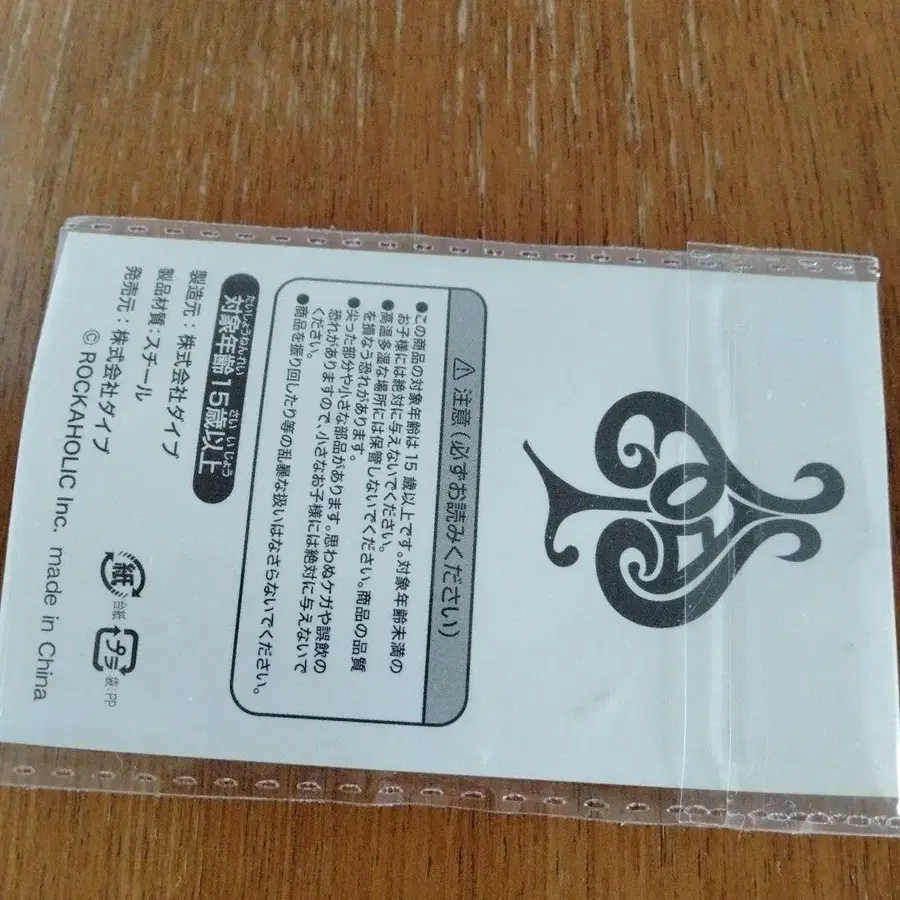 ⚠ 注意(必ずお読みください)
●この商品の対象年齢は15歳以上です。対象年齢未満の
お子様には絶対に与えないでください。
●高温多湿な場所には保管しないでください。商品の品質
を損なう恐れがあります。
●尖った部分や小さな部品があります。思わぬケガや誤飲の
恐れがありますので、小さなお子様には絶対に与えないで
ください。
●商品を振り回したり等の乱暴な扱いはなさらないでください。
たいしょうねんれい さい いじょう
対象年齢15歳以上
製造元:株式会社ダイブ
製品材質:スチール
発売元:株式会社ダイブ
紙 台紙
プラ 袋:PP
© ROCKAHOLIC Inc. made in China